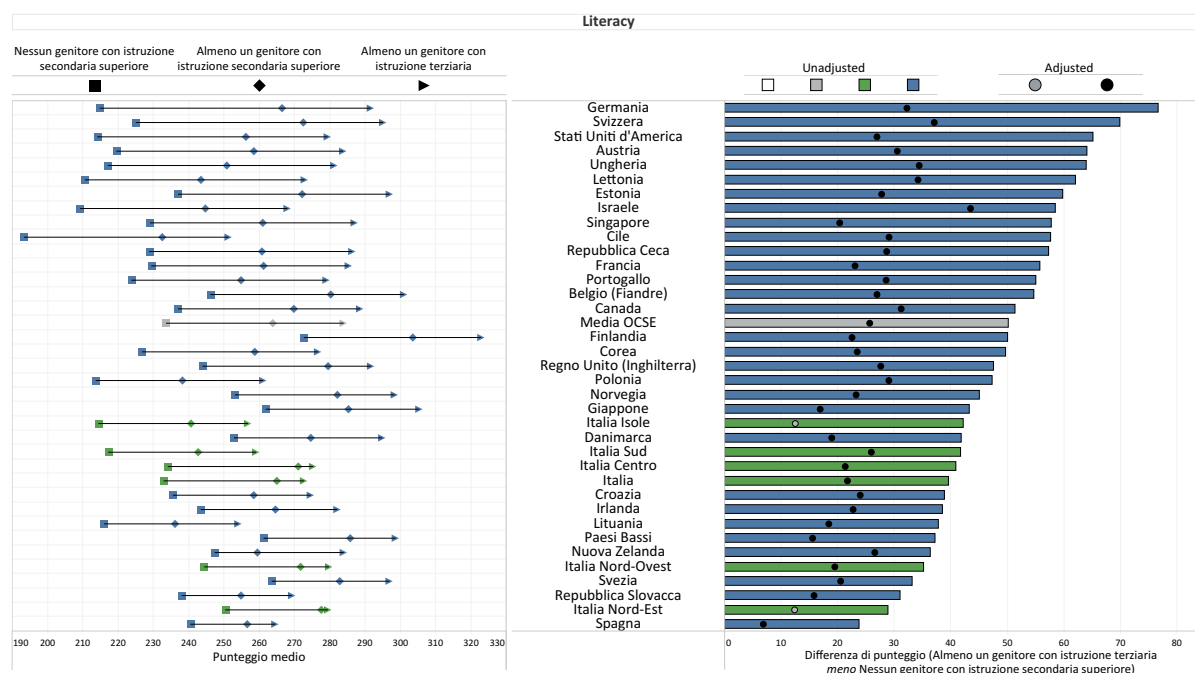 Literacy
Nessun genitore con istruzione
secondaria superiore
Almeno un genitore con
istruzione secondaria superiore
Almeno un genitore con
istruzione terziaria
Unadjusted
Adjusted
Germania
Svizzera
Stati Uniti d'America
Austria
Ungheria
Lettonia
Estonia
Israele
Singapore
Cile
Repubblica Ceca
Francia
Portogallo
Belgio (Fiandre)
Canada
Media OCSE
Finlandia
Corea
Regno Unito (Inghilterra)
Polonia
Norvegia
Giappone
Italia Isole
Danimarca
Italia Sud
Italia Centro
Italia
Croazia
Irlanda
Lituania
Paesi Bassi
Nuova Zelanda
Italia Nord-Ovest
Svezia
Repubblica Slovacca
Italia Nord-Est
Spagna
190 200 210 220 230 240 250 260 270 280 290 300 310 320 330
Punteggio medio
0 10 20 30 40 50 60 70 80
Differenza di punteggio (Almeno un genitore con istruzione terziaria
meno Nessun genitore con istruzione secondaria superiore)